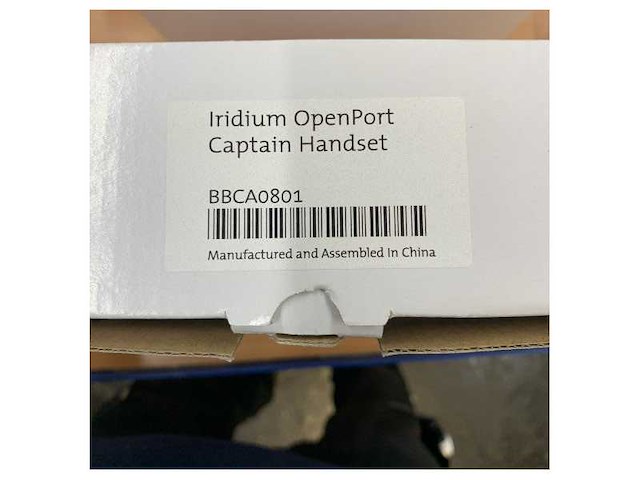 Iridium OpenPort
Captain Handset
BBCA0801
Manufactured and Assembled In China